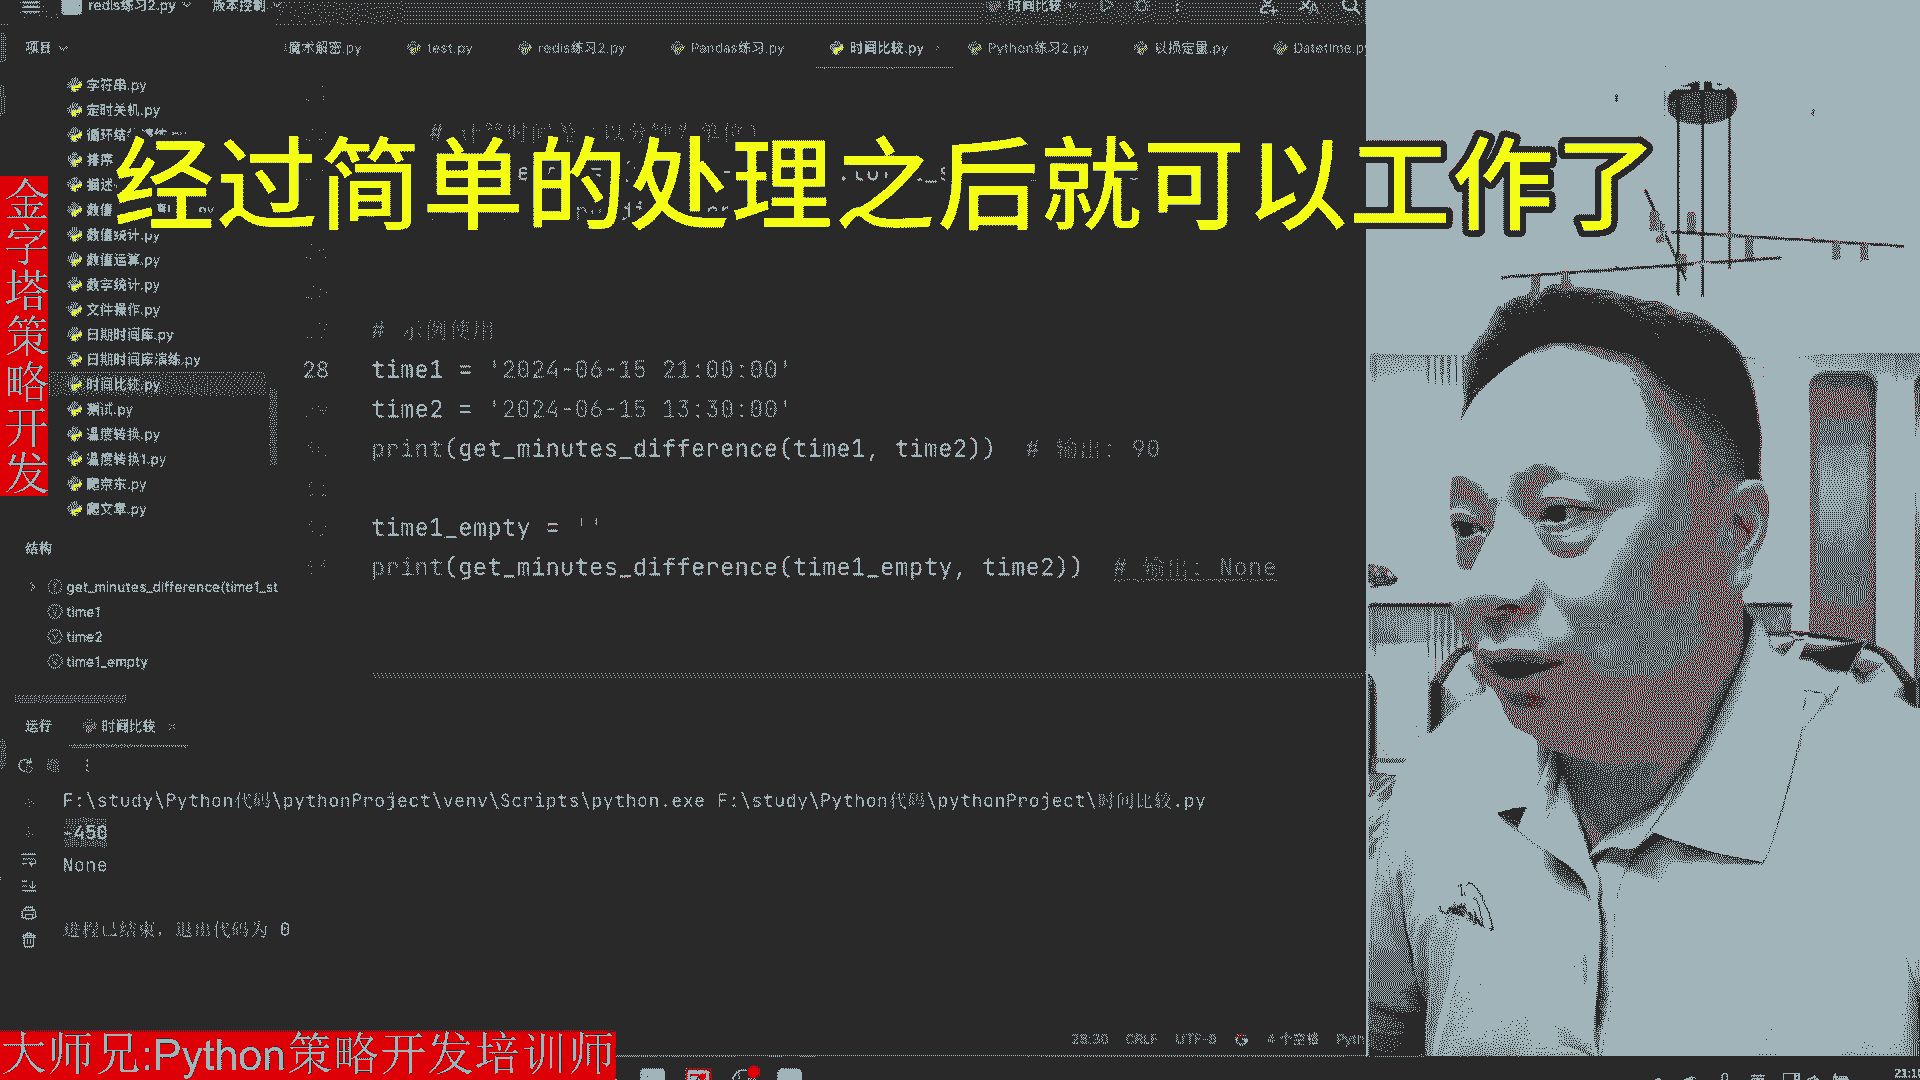 redis练习2.py
版本控制
时间比较
项目
魔术解密.py
test.py
redis练习2.py
Pandas练习.py
时间比较.py
Python练习2.py
以损定量.py
Datetime.p
字符串.py
定时关机.py
排序
描述
数值
数值统计.py
数值运算.py
数字统计.py
文件操作.py
日期时间库.py
日期时间库演练.py
时间比较.py
测试.py
温度转换.py
温度转换1.py
爬京东.py
爬文章.py
经过简单的处理之后就可以工作了
金字塔策略开发
# 示例使用
28
time1 = '2024-06-15 21:00:00'
time2 = '2024-06-15 13:30:00'
print(get_minutes_difference(time1, time2)) # 输出: 90
time1_empty = ''
print(get_minutes_difference(time1_empty, time2)) # 输出: None
结构
get_minutes_difference(time1_st
time1
time2
time1_empty
运行
时间比较
F:\study\Python代码\pythonProject\venv\Scripts\python.exe F:\study\Python代码\pythonProject\时间比较.py
-450
None
进程已结束，退出代码为 0
大师兄:Python策略开发培训师
28:30
CRLF
UTF-8
4 个空格
Pyth